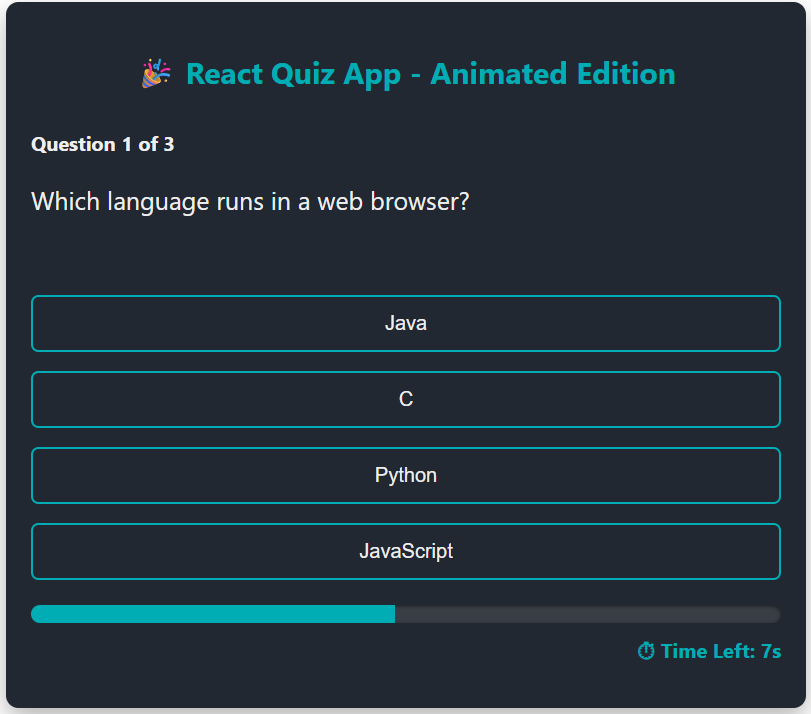 🎉 React Quiz App - Animated Edition
Question 1 of 3
Which language runs in a web browser?
Java
C
Python
JavaScript
⏱ Time Left: 7s